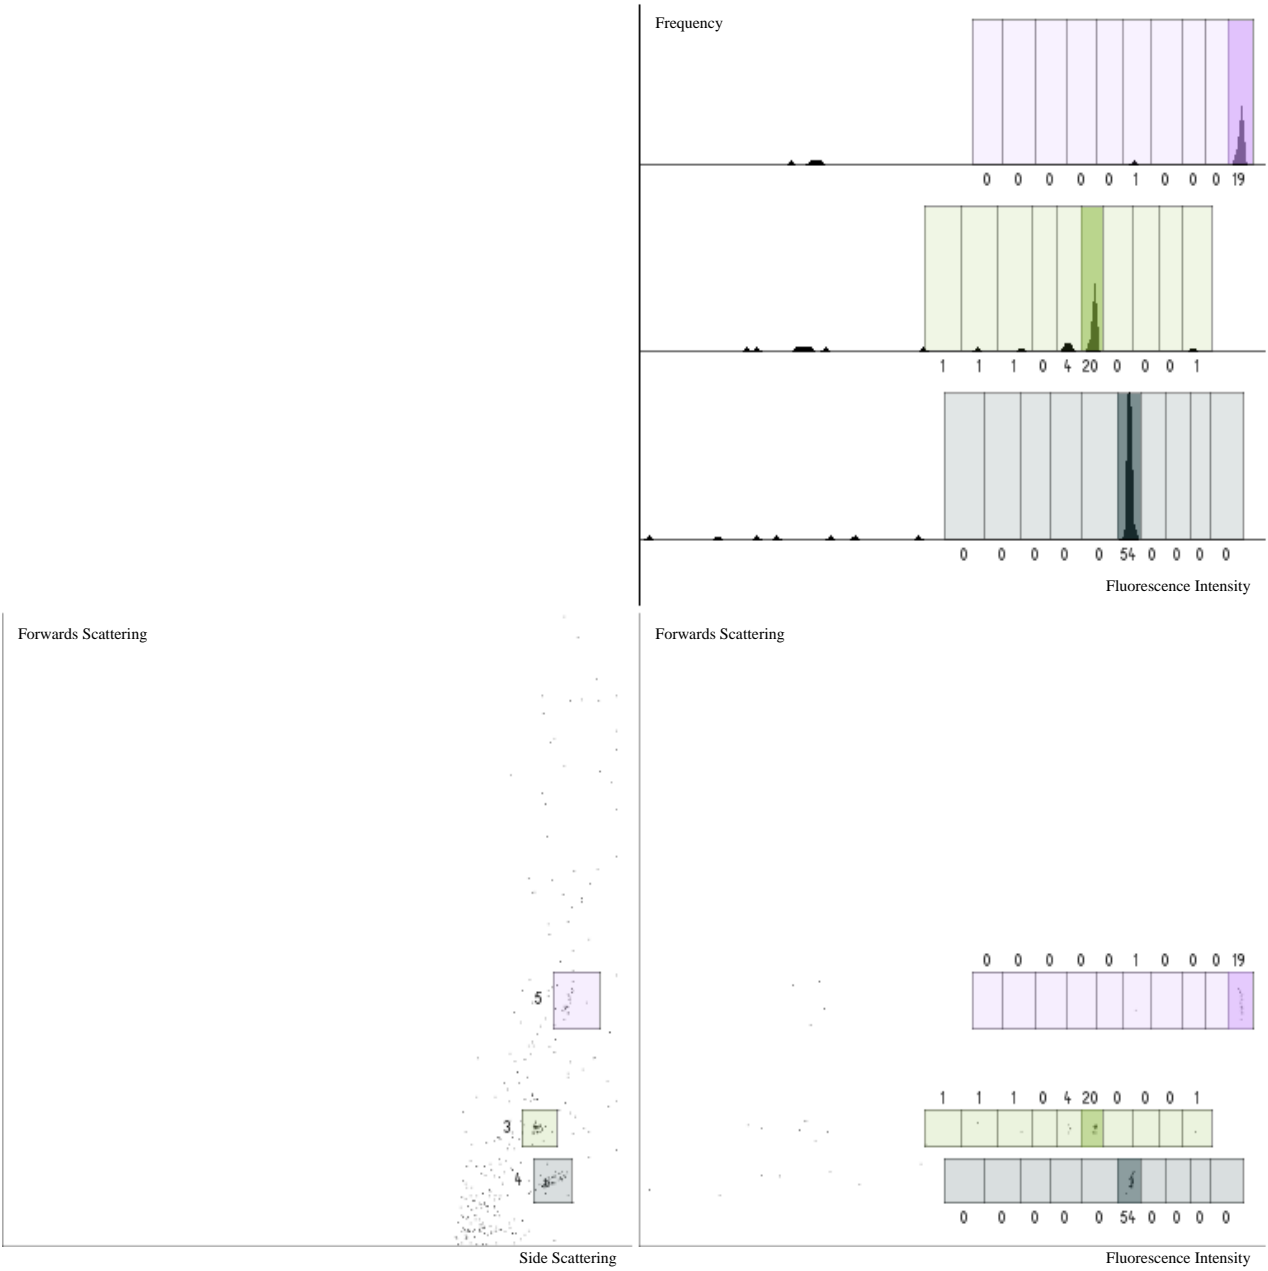 Frequency
0 0 0 0 0 1 0 0 0 19
1 1 1 0 4 20 0 0 0 1
0 0 0 0 0 54 0 0 0 0
Fluorescence Intensity
Forwards Scattering
5
3
4
Side Scattering
Forwards Scattering
0 0 0 0 0 1 0 0 0 19
1 1 1 0 4 20 0 0 0 1
0 0 0 0 0 54 0 0 0 0
Fluorescence Intensity